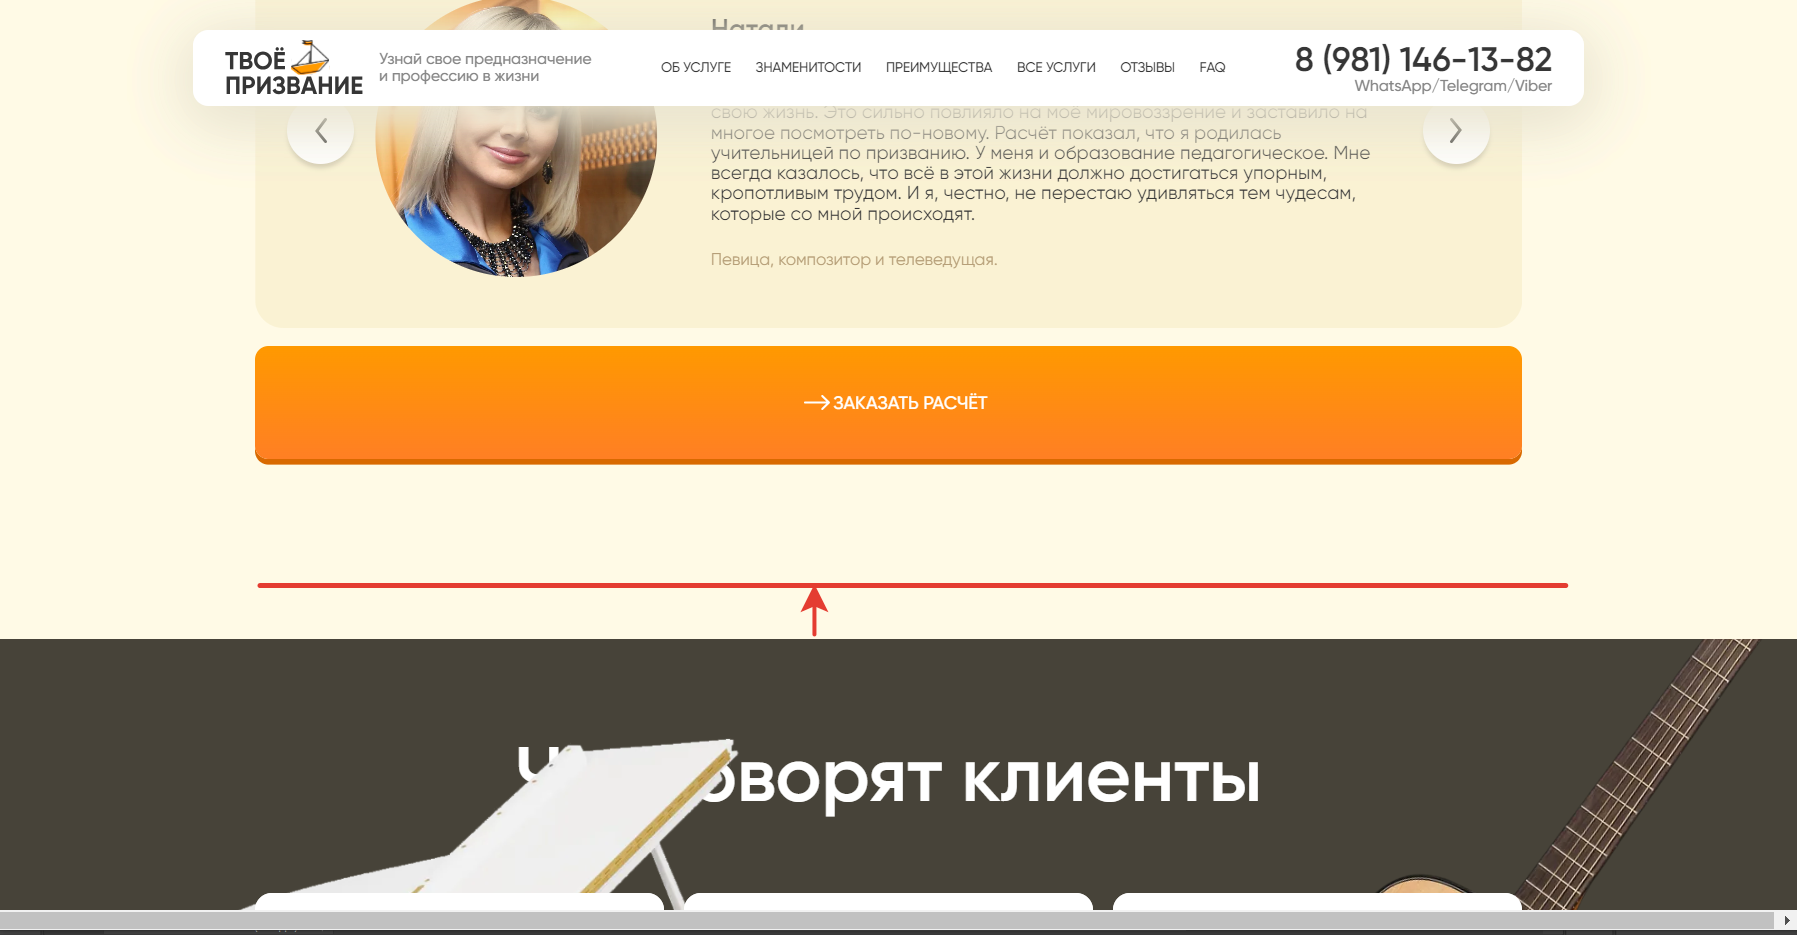 Натали
ТВОЁ
ПРИЗВАНИЕ
Узнай свое предназначение
и профессию в жизни
ОБ УСЛУГЕ
ЗНАМЕНИТОСТИ
ПРЕИМУЩЕСТВА
ВСЕ УСЛУГИ
ОТЗЫВЫ
FAQ
8 (981) 146-13-82
WhatsApp/Telegram/Viber
свою жизнь. Это сильно повлияло на моё мировоззрение и заставило на
многое посмотреть по-новому. Расчёт показал, что я родилась
учительницей по призванию. У меня и образование педагогическое. Мне
всегда казалось, что всё в этой жизни должно достигаться упорным,
кропотливым трудом. И я, честно, не перестаю удивляться тем чудесам,
которые со мной происходят.
Певица, композитор и телеведущая.
ЗАКАЗАТЬ РАСЧЁТ
оворят клиенты